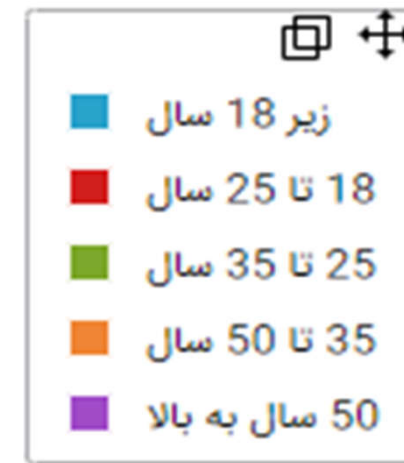 زیر 18 سال
18 تا 25 سال
25 تا 35 سال
35 تا 50 سال
50 سال به بالا